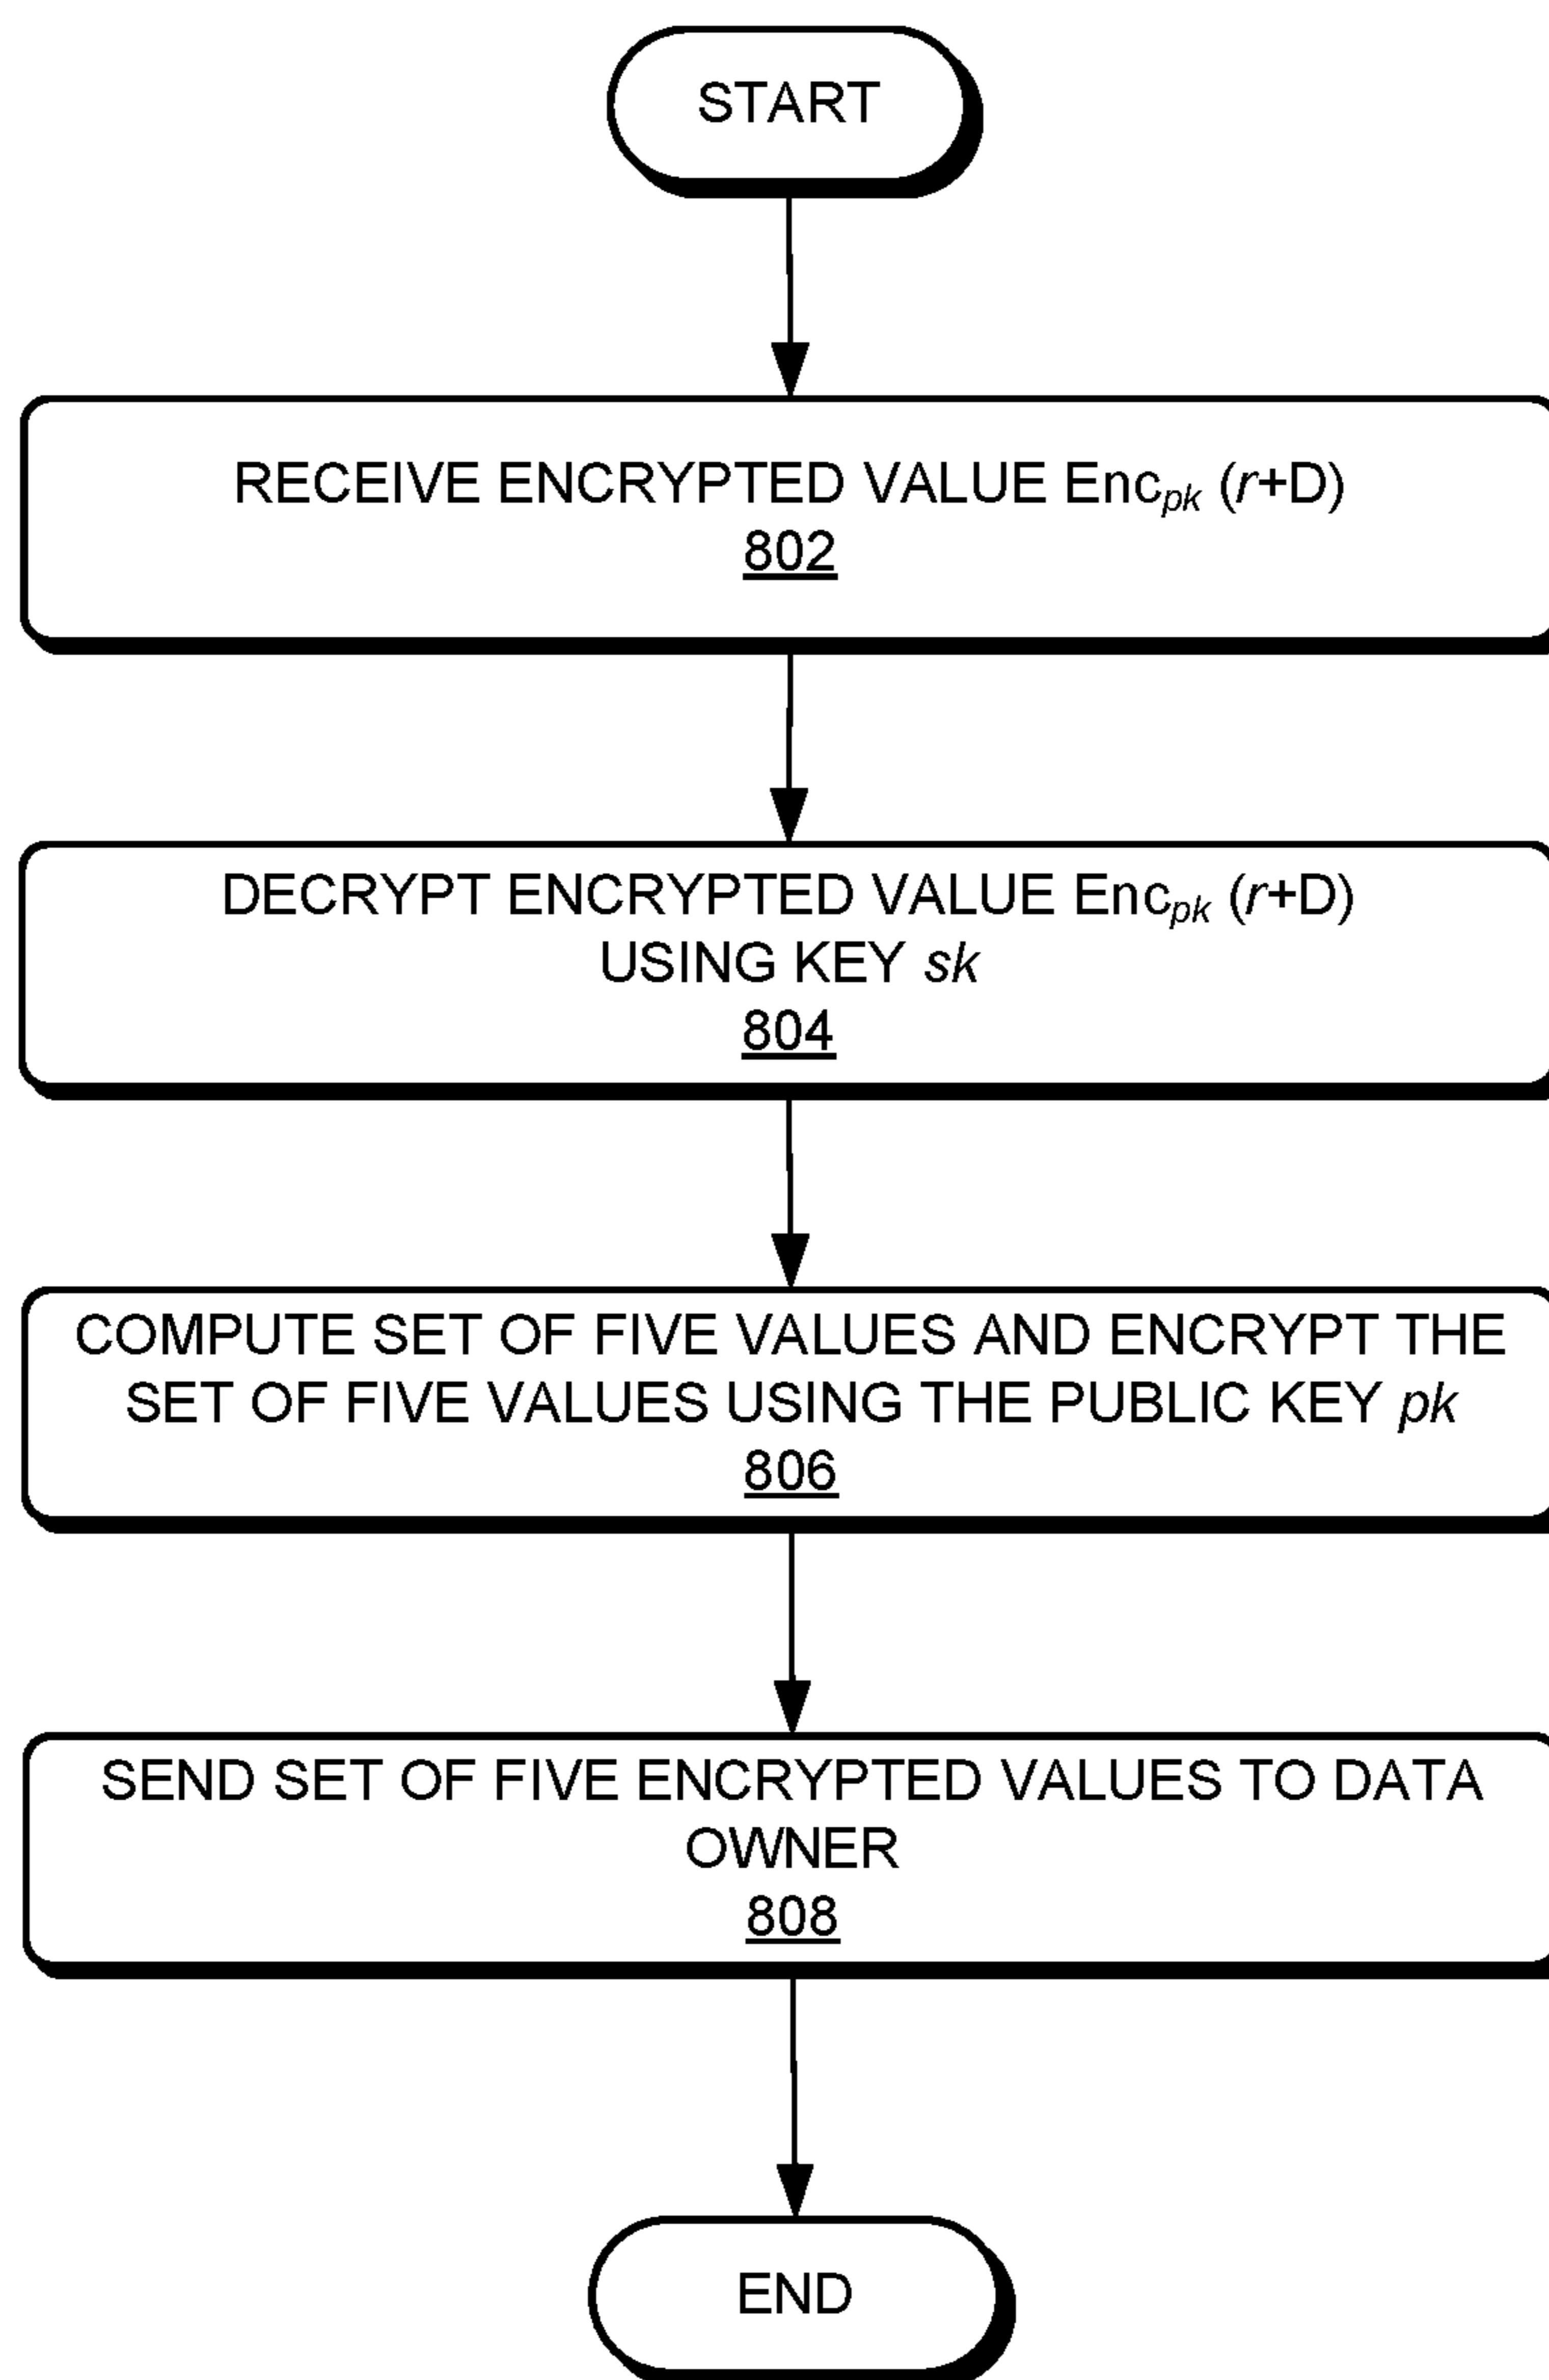 START
RECEIVE ENCRYPTED VALUE Encpk (r+D)
802
DECRYPT ENCRYPTED VALUE Encpk (r+D)
USING KEY sk
804
COMPUTE SET OF FIVE VALUES AND ENCRYPT THE
SET OF FIVE VALUES USING THE PUBLIC KEY pk
806
SEND SET OF FIVE ENCRYPTED VALUES TO DATA
OWNER
808
END